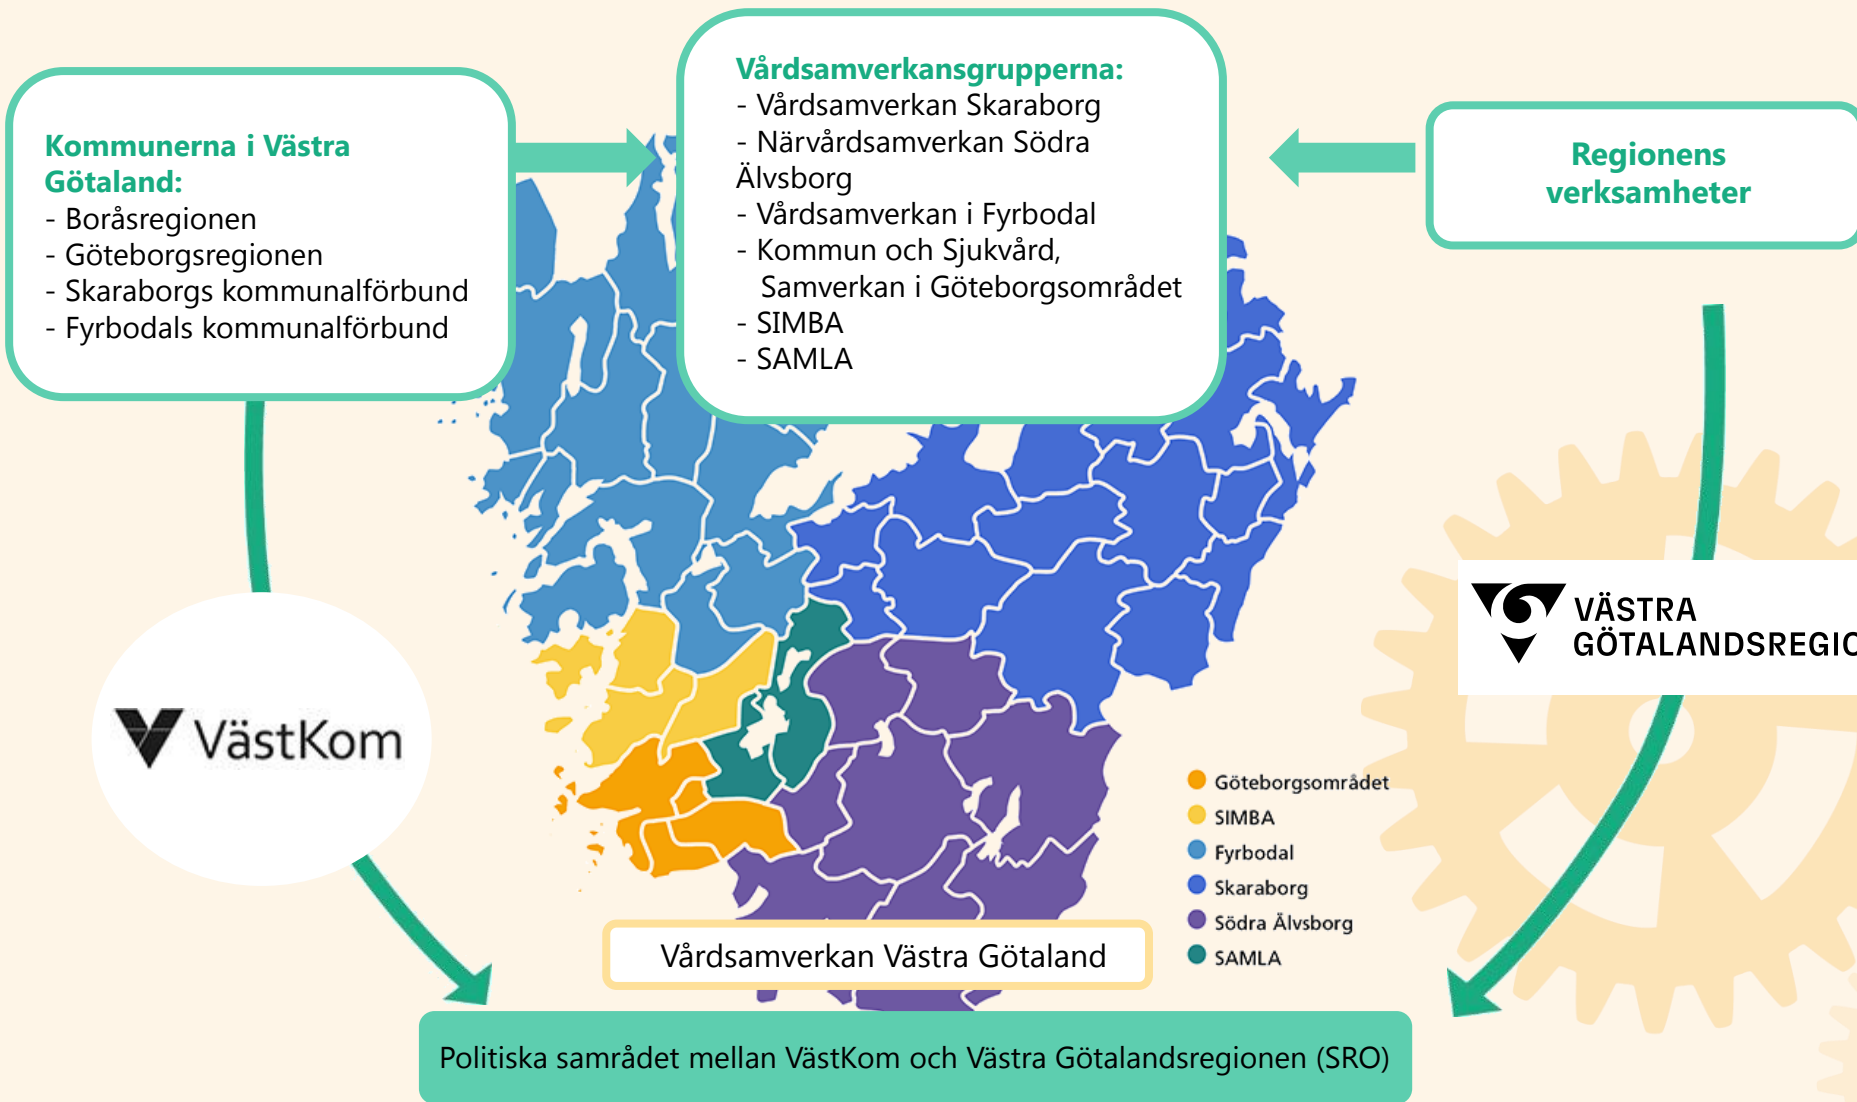 Kommunerna i Västra
Götaland:
- Boråsregionen
- Göteborgsregionen
- Skaraborgs kommunalförbund
- Fyrbodals kommunalförbund
Vårdsamverkansgrupperna:
- Vårdsamverkan Skaraborg
- Närvårdsamverkan Södra
Älvsborg
- Vårdsamverkan i Fyrbodal
- Kommun och Sjukvård,
Samverkan i Göteborgsområdet
- SIMBA
- SAMLA
Regionens
verksamheter
VästKom
VÄSTRA
GÖTALANDSREGIO
Göteborgsområdet
SIMBA
Fyrbodal
Skaraborg
Södra Älvsborg
SAMLA
Vårdsamverkan Västra Götaland
Politiska samrådet mellan VästKom och Västra Götalandsregionen (SRO)